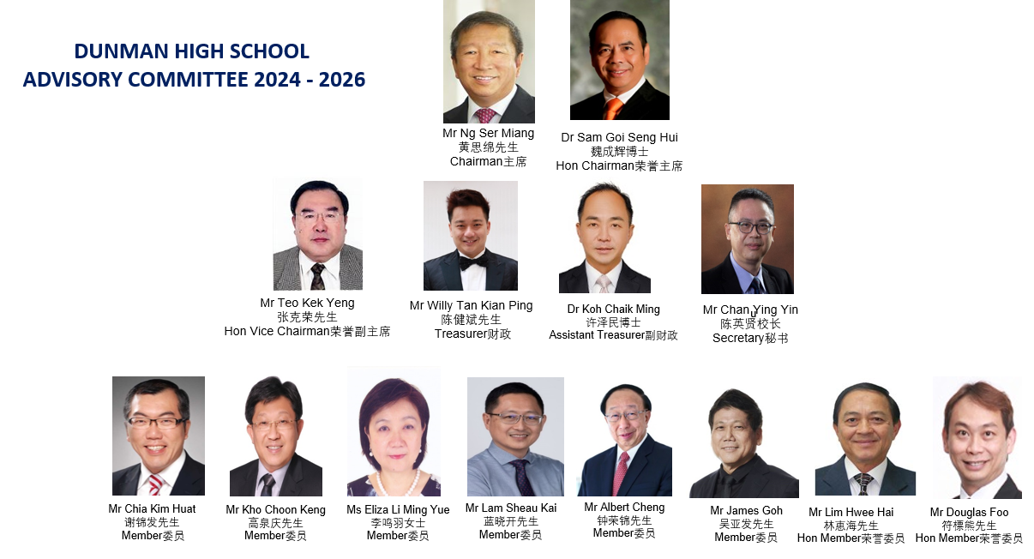 DUNMAN HIGH SCHOOL
ADVISORY COMMITTEE 2024 - 2026
Mr Ng Ser Miang
黄思绵先生
Chairman主席
Dr Sam Goi Seng Hui
魏成辉博士
Hon Chairman荣誉主席
Mr Teo Kek Yeng
张克荣先生
Hon Vice Chairman荣誉副主席
Mr Willy Tan Kian Ping
陈健斌先生
Treasurer财政
Dr Koh Chaik Ming
许泽民博士
Assistant Treasurer副财政
Mr Chan Ying Yin
陈英贤校长
Secretary秘书
Mr Chia Kim Huat
谢锦发先生
Member委员
Mr Kho Choon Keng
高泉庆先生
Member委员
Ms Eliza Li Ming Yue
李鸣羽女士
Member委员
Mr Lam Sheau Kai
蓝晓开先生
Member委员
Mr Albert Cheng
钟荣锦先生
Member委员
Mr James Goh
吴亚发先生
Member委员
Mr Lim Hwee Hai
林惠海先生
Hon Member荣誉委员
Mr Douglas Foo
符標熊先生
Hon Member荣誉委员